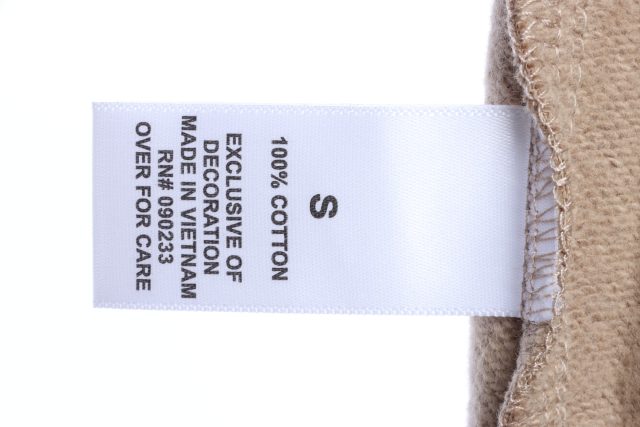 S
100% COTTON
EXCLUSIVE OF
DECORATION
MADE IN VIETNAM
RN# 090233
OVER FOR CARE